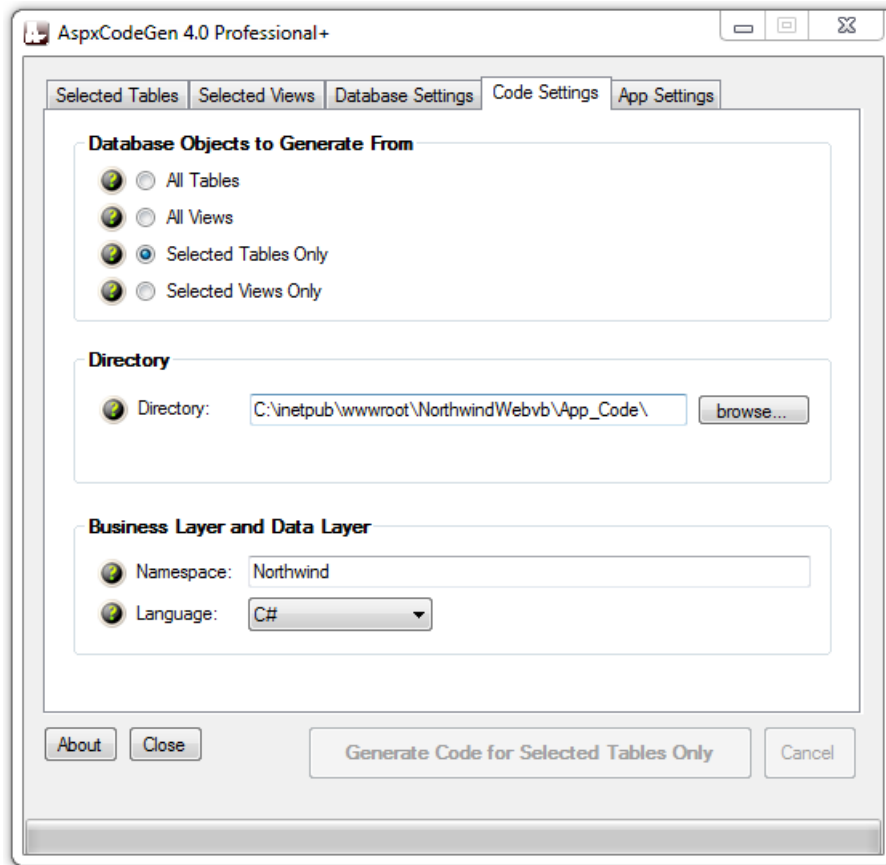 AspxCodeGen 4.0 Professional+
Selected Tables Selected Views Database Settings Code Settings App Settings
Database Objects to Generate From
? All Tables
? All Views
? Selected Tables Only
? Selected Views Only
Directory
? Directory: C:\inetpub\wwwroot\NorthwindWebvb\App_Code\ browse...
Business Layer and Data Layer
? Namespace: Northwind
? Language: C#
About Close Generate Code for Selected Tables Only Cancel